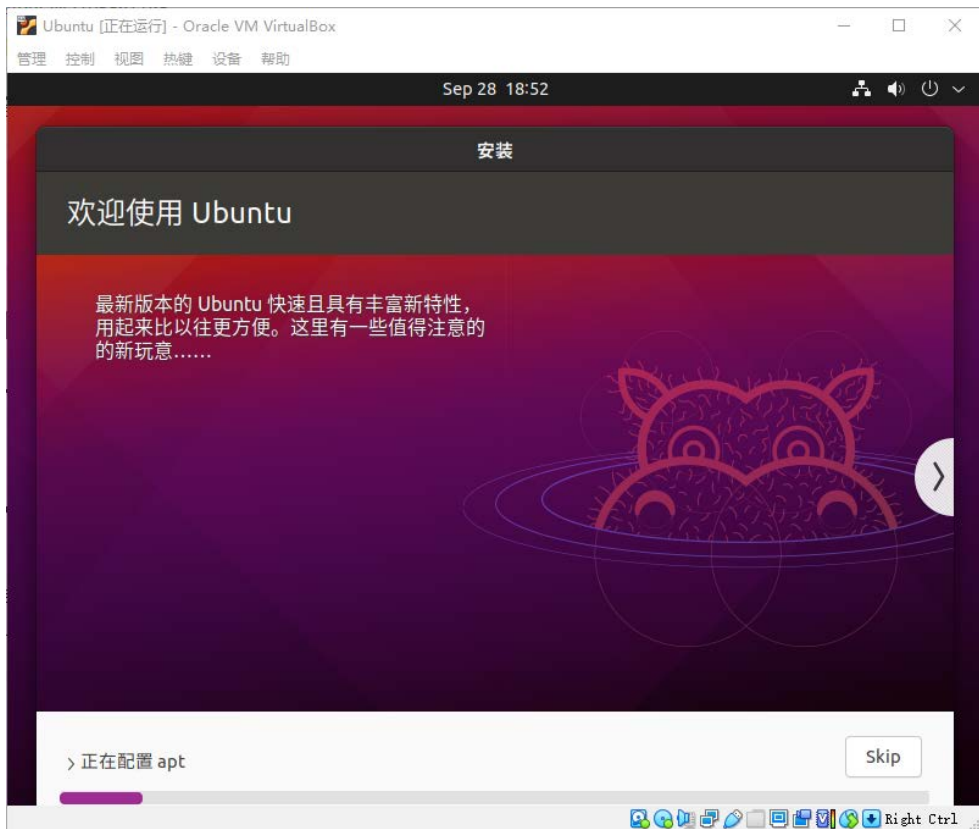 Ubuntu [正在运行] - Oracle VM VirtualBox
管理 控制 视图 热键 设备 帮助
Sep 28 18:52
安装
欢迎使用 Ubuntu
最新版本的 Ubuntu 快速且具有丰富新特性，
用起来比以往更方便。这里有一些值得注意的
的新玩意……
正在配置 apt
Skip
Right Ctrl